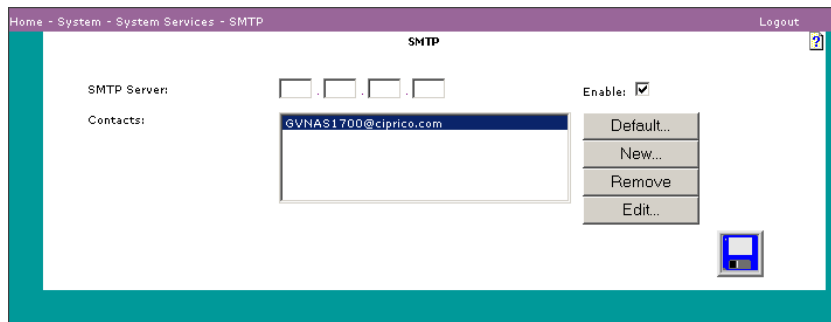 Home - System - System Services - SMTP Logout
SMTP
?
SMTP Server: . . . Enable:
Contacts: GVNAS1700@ciprico.com
Default...
New...
Remove
Edit...